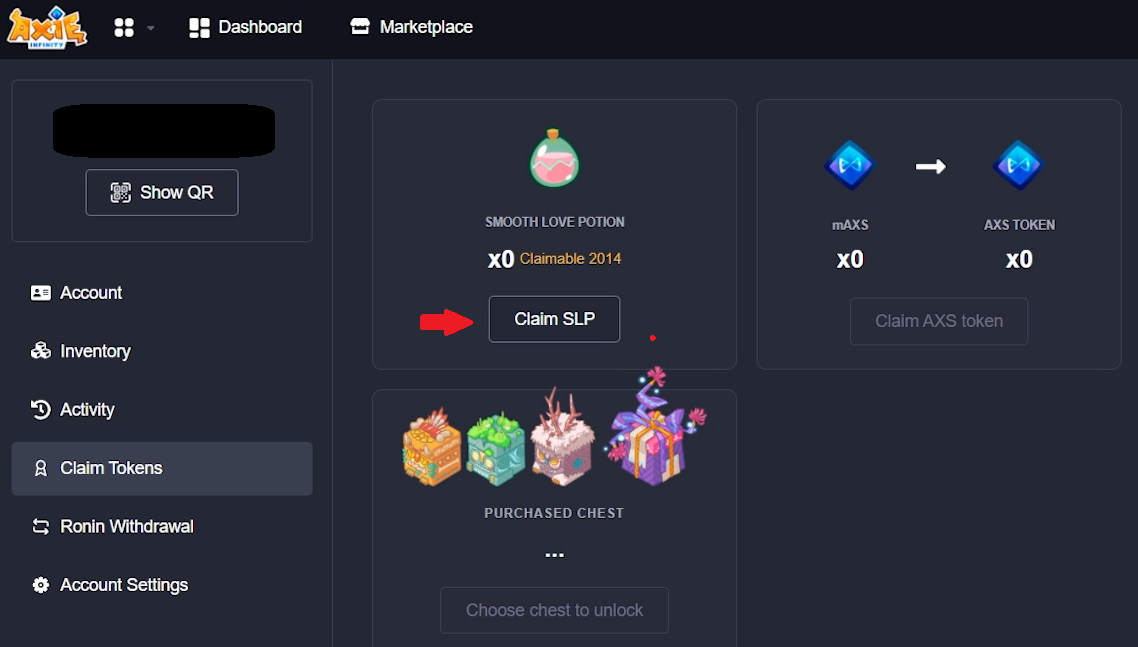 AXIE
INFINITY
Dashboard
Marketplace
Show QR
Account
Inventory
Activity
Claim Tokens
Ronin Withdrawal
Account Settings
SMOOTH LOVE POTION
x0 Claimable 2014
Claim SLP
mAXS
AXS TOKEN
x0
x0
Claim AXS token
PURCHASED CHEST
...
Choose chest to unlock